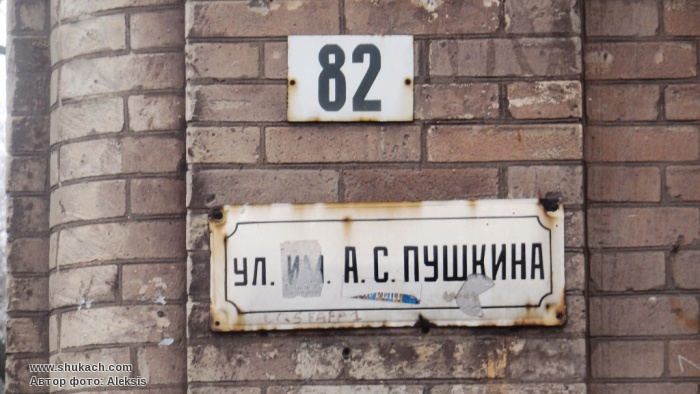 82
ул. им. А.С. ПУШКИНА
www.shukach.com
Автор фото: Aleksis